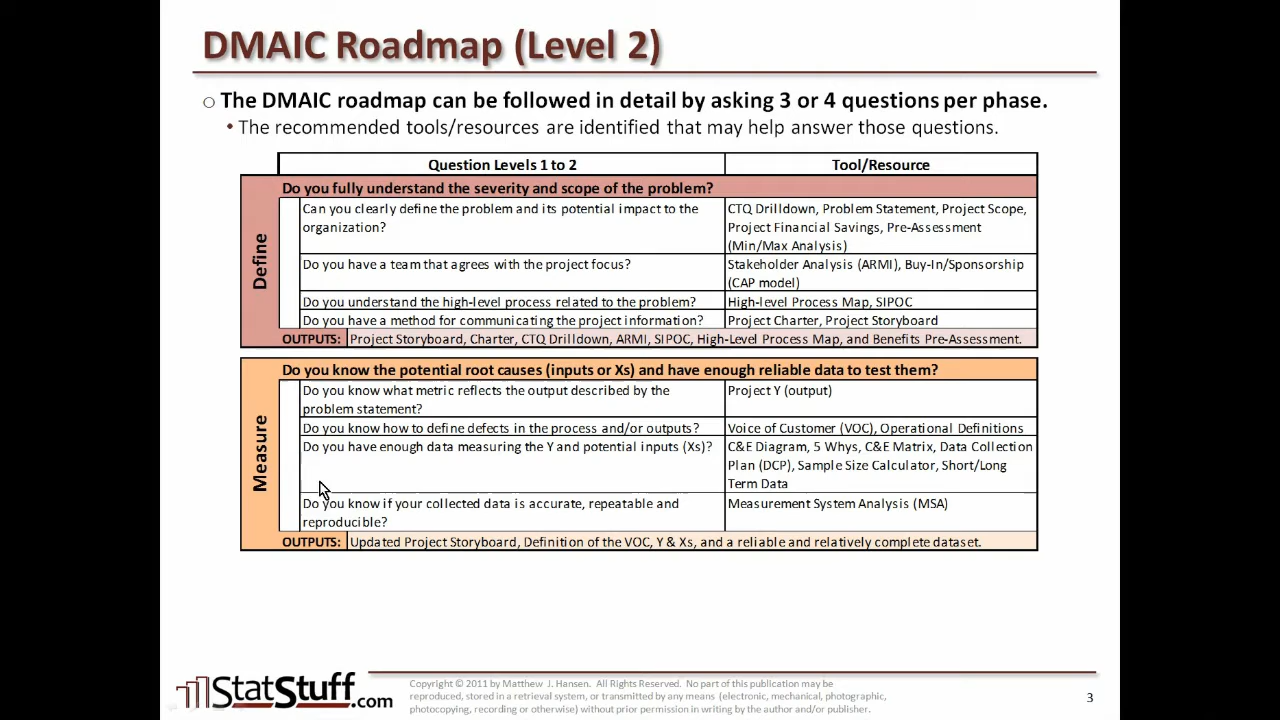 DMAIC Roadmap (Level 2)
The DMAIC roadmap can be followed in detail by asking 3 or 4 questions per phase.
The recommended tools/resources are identified that may help answer those questions.
Question Levels 1 to 2
Tool/Resource
Define
Do you fully understand the severity and scope of the problem?
Can you clearly define the problem and its potential impact to the
organization?
CTQ Drilldown, Problem Statement, Project Scope,
Project Financial Savings, Pre-Assessment
(Min/Max Analysis)
Do you have a team that agrees with the project focus?
Stakeholder Analysis (ARMI), Buy-In/Sponsorship
(CAP model)
Do you understand the high-level process related to the problem?
High-level Process Map, SIPOC
Do you have a method for communicating the project information?
Project Charter, Project Storyboard
OUTPUTS: Project Storyboard, Charter, CTQ Drilldown, ARMI, SIPOC, High-Level Process Map, and Benefits Pre-Assessment.
Measure
Do you know the potential root causes (inputs or Xs) and have enough reliable data to test them?
Do you know what metric reflects the output described by the
problem statement?
Project Y (output)
Do you know how to define defects in the process and/or outputs?
Voice of Customer (VOC), Operational Definitions
Do you have enough data measuring the Y and potential inputs (Xs)?
C&E Diagram, 5 Whys, C&E Matrix, Data Collection
Plan (DCP), Sample Size Calculator, Short/Long
Term Data
Do you know if your collected data is accurate, repeatable and
reproducible?
Measurement System Analysis (MSA)
OUTPUTS: Updated Project Storyboard, Definition of the VOC, Y & Xs, and a reliable and relatively complete dataset.
StatStuff.com
Copyright © 2011 by Matthew J. Hansen. All Rights Reserved. No part of this publication may be
reproduced, stored in a retrieval system, or transmitted by any means (electronic, mechanical, photographic,
photocopying, recording or otherwise) without prior permission in writing by the author and/or publisher.
3